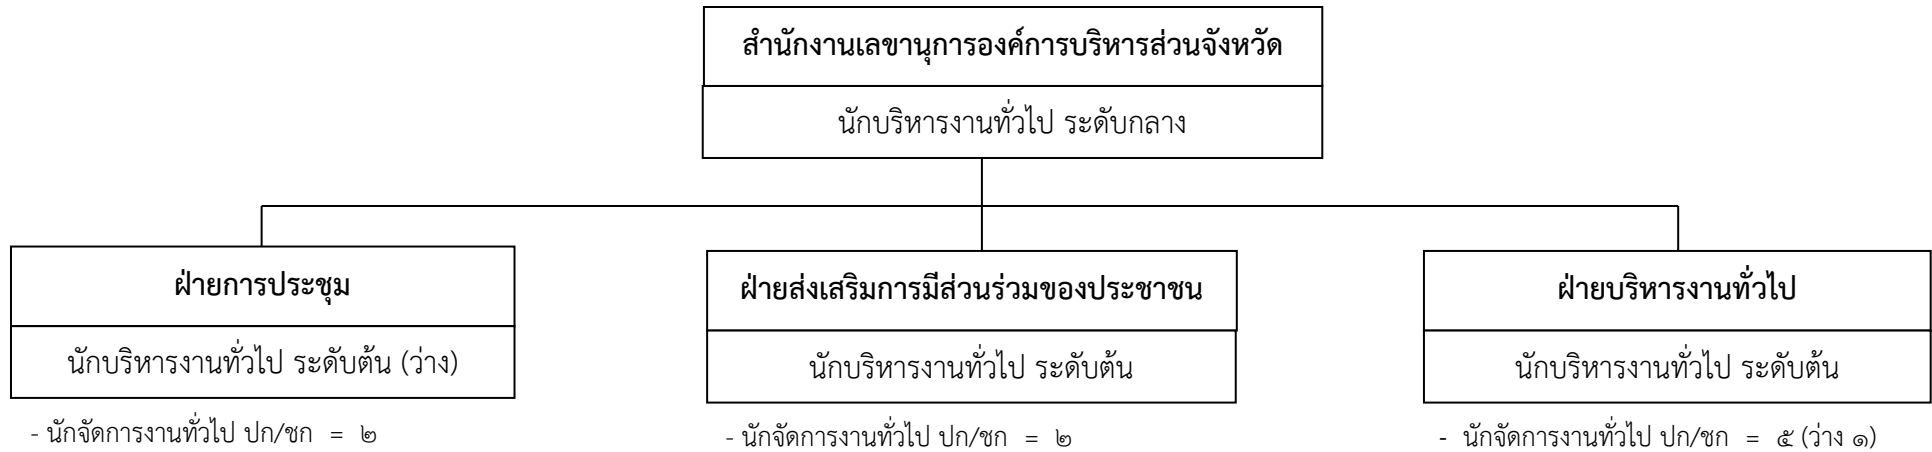 สำนักงานเลขานุการองค์การบริหารส่วนจังหวัด
นักบริหารงานทั่วไป ระดับกลาง
ฝ่ายการประชุม
นักบริหารงานทั่วไป ระดับต้น (ว่าง)
- นักจัดการงานทั่วไป ปก/ชก = ๒
ฝ่ายส่งเสริมการมีส่วนร่วมของประชาชน
นักบริหารงานทั่วไป ระดับต้น
- นักจัดการงานทั่วไป ปก/ชก = ๒
ฝ่ายบริหารงานทั่วไป
นักบริหารงานทั่วไป ระดับต้น
- นักจัดการงานทั่วไป ปก/ชก = ๕ (ว่าง ๑)